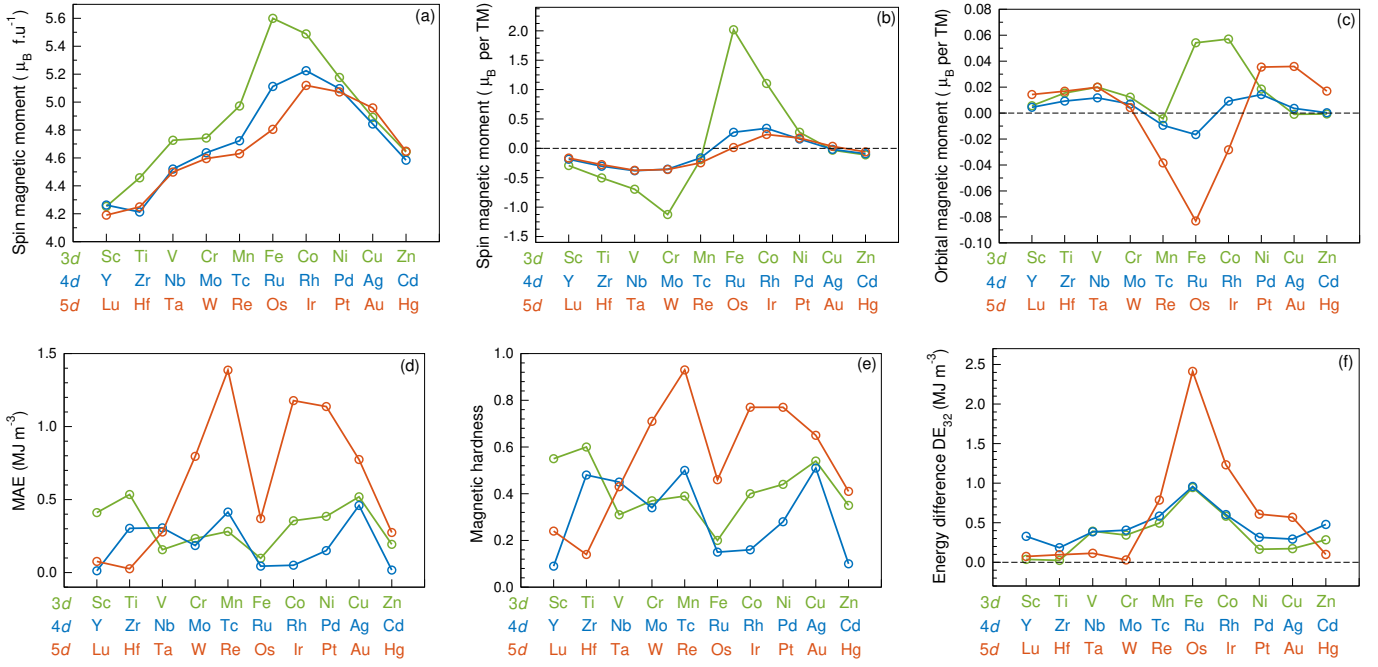 (a)
Spin magnetic moment ( μB f.u-1)
5.6
5.4
5.2
5.0
4.8
4.6
4.4
4.2
4.0
3d Sc Ti V Cr Mn Fe Co Ni Cu Zn
4d Y Zr Nb Mo Tc Ru Rh Pd Ag Cd
5d Lu Hf Ta W Re Os Ir Pt Au Hg
(b)
Spin magnetic moment ( μB per TM)
2.0
1.5
1.0
0.5
0.0
-0.5
-1.0
-1.5
3d Sc Ti V Cr Mn Fe Co Ni Cu Zn
4d Y Zr Nb Mo Tc Ru Rh Pd Ag Cd
5d Lu Hf Ta W Re Os Ir Pt Au Hg
(c)
Orbital magnetic moment ( μB per TM)
0.08
0.06
0.04
0.02
0.00
-0.02
-0.04
-0.06
-0.08
-0.10
3d Sc Ti V Cr Mn Fe Co Ni Cu Zn
4d Y Zr Nb Mo Tc Ru Rh Pd Ag Cd
5d Lu Hf Ta W Re Os Ir Pt Au Hg
(d)
MAE (MJ m-3)
1.5
1.0
0.5
0.0
3d Sc Ti V Cr Mn Fe Co Ni Cu Zn
4d Y Zr Nb Mo Tc Ru Rh Pd Ag Cd
5d Lu Hf Ta W Re Os Ir Pt Au Hg
(e)
Magnetic hardness
1.0
0.8
0.6
0.4
0.2
0.0
3d Sc Ti V Cr Mn Fe Co Ni Cu Zn
4d Y Zr Nb Mo Tc Ru Rh Pd Ag Cd
5d Lu Hf Ta W Re Os Ir Pt Au Hg
(f)
Energy difference DE32 (MJ m-3)
2.5
2.0
1.5
1.0
0.5
0.0
3d Sc Ti V Cr Mn Fe Co Ni Cu Zn
4d Y Zr Nb Mo Tc Ru Rh Pd Ag Cd
5d Lu Hf Ta W Re Os Ir Pt Au Hg